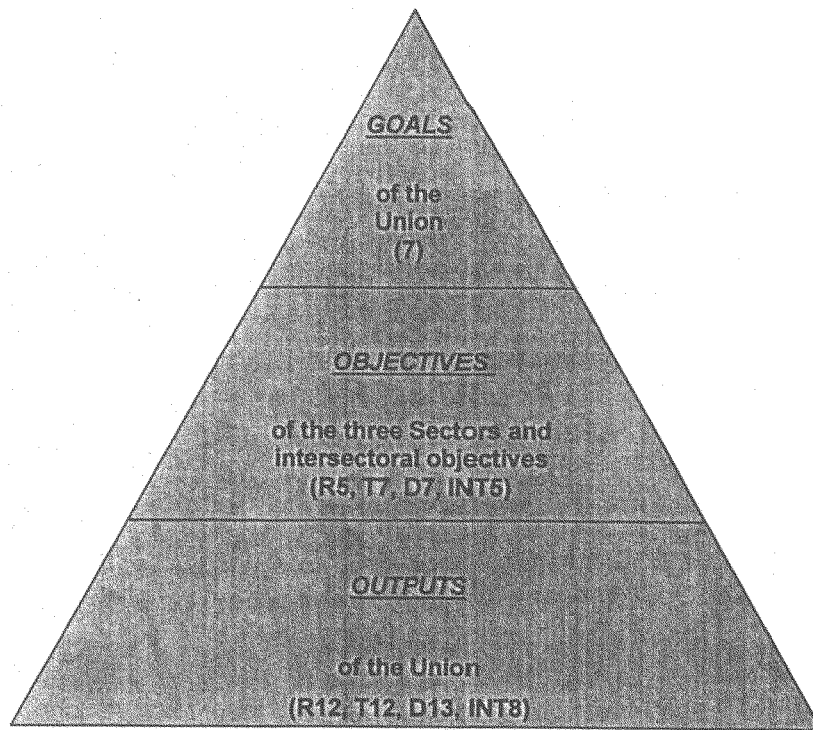 GOALS
of the
Union
(7)
OBJECTIVES
of the three Sectors and
intersectoral objectives
(R5, T7, D7, INT5)
OUTPUTS
of the Union
(R12, T12, D13, INT8)